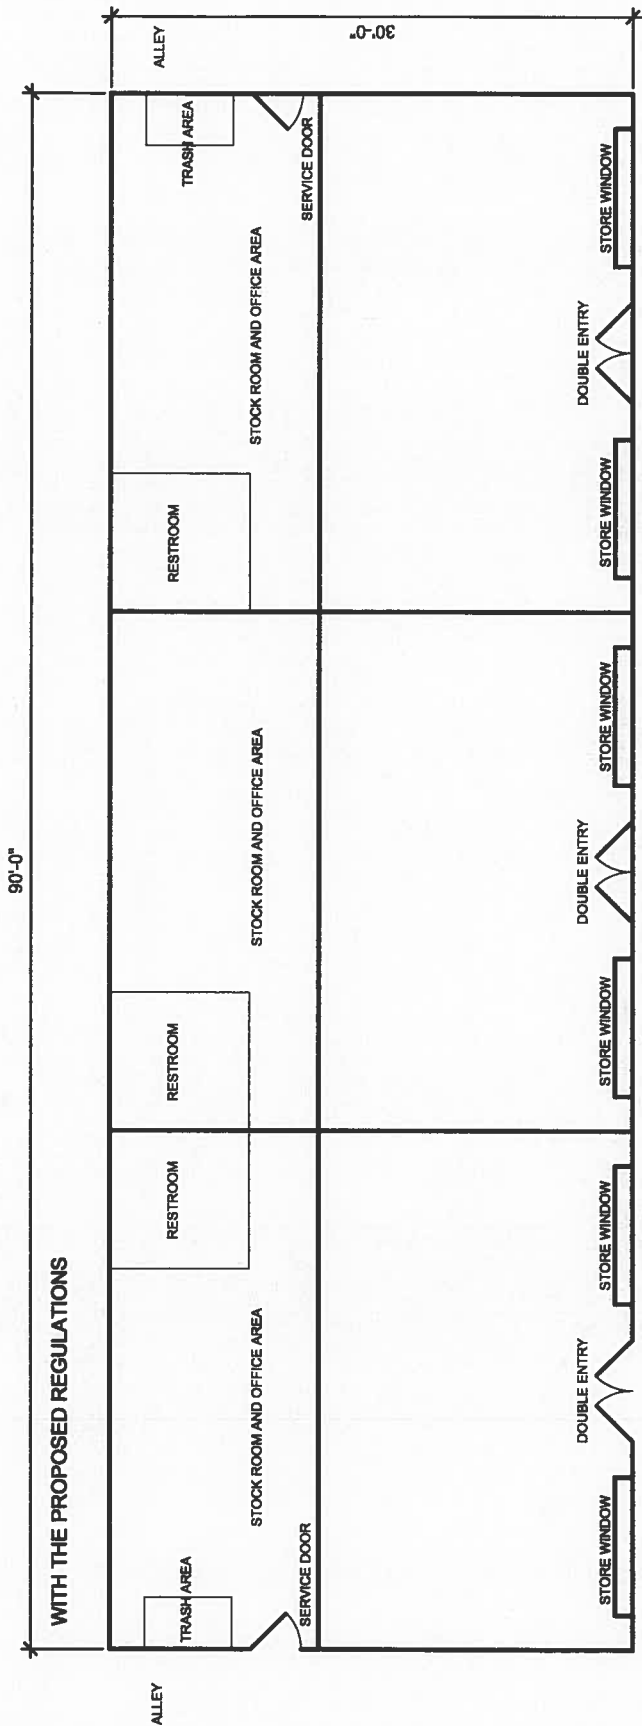 90'-0"
WITH THE PROPOSED REGULATIONS
ALLEY
ALLEY
30'-0"
TRASH AREA
RESTROOM
RESTROOM
RESTROOM
TRASH AREA
STOCK ROOM AND OFFICE AREA
STOCK ROOM AND OFFICE AREA
STOCK ROOM AND OFFICE AREA
SERVICE DOOR
SERVICE DOOR
DOUBLE ENTRY
DOUBLE ENTRY
DOUBLE ENTRY
STORE WINDOW
STORE WINDOW
STORE WINDOW
STORE WINDOW
STORE WINDOW
STORE WINDOW